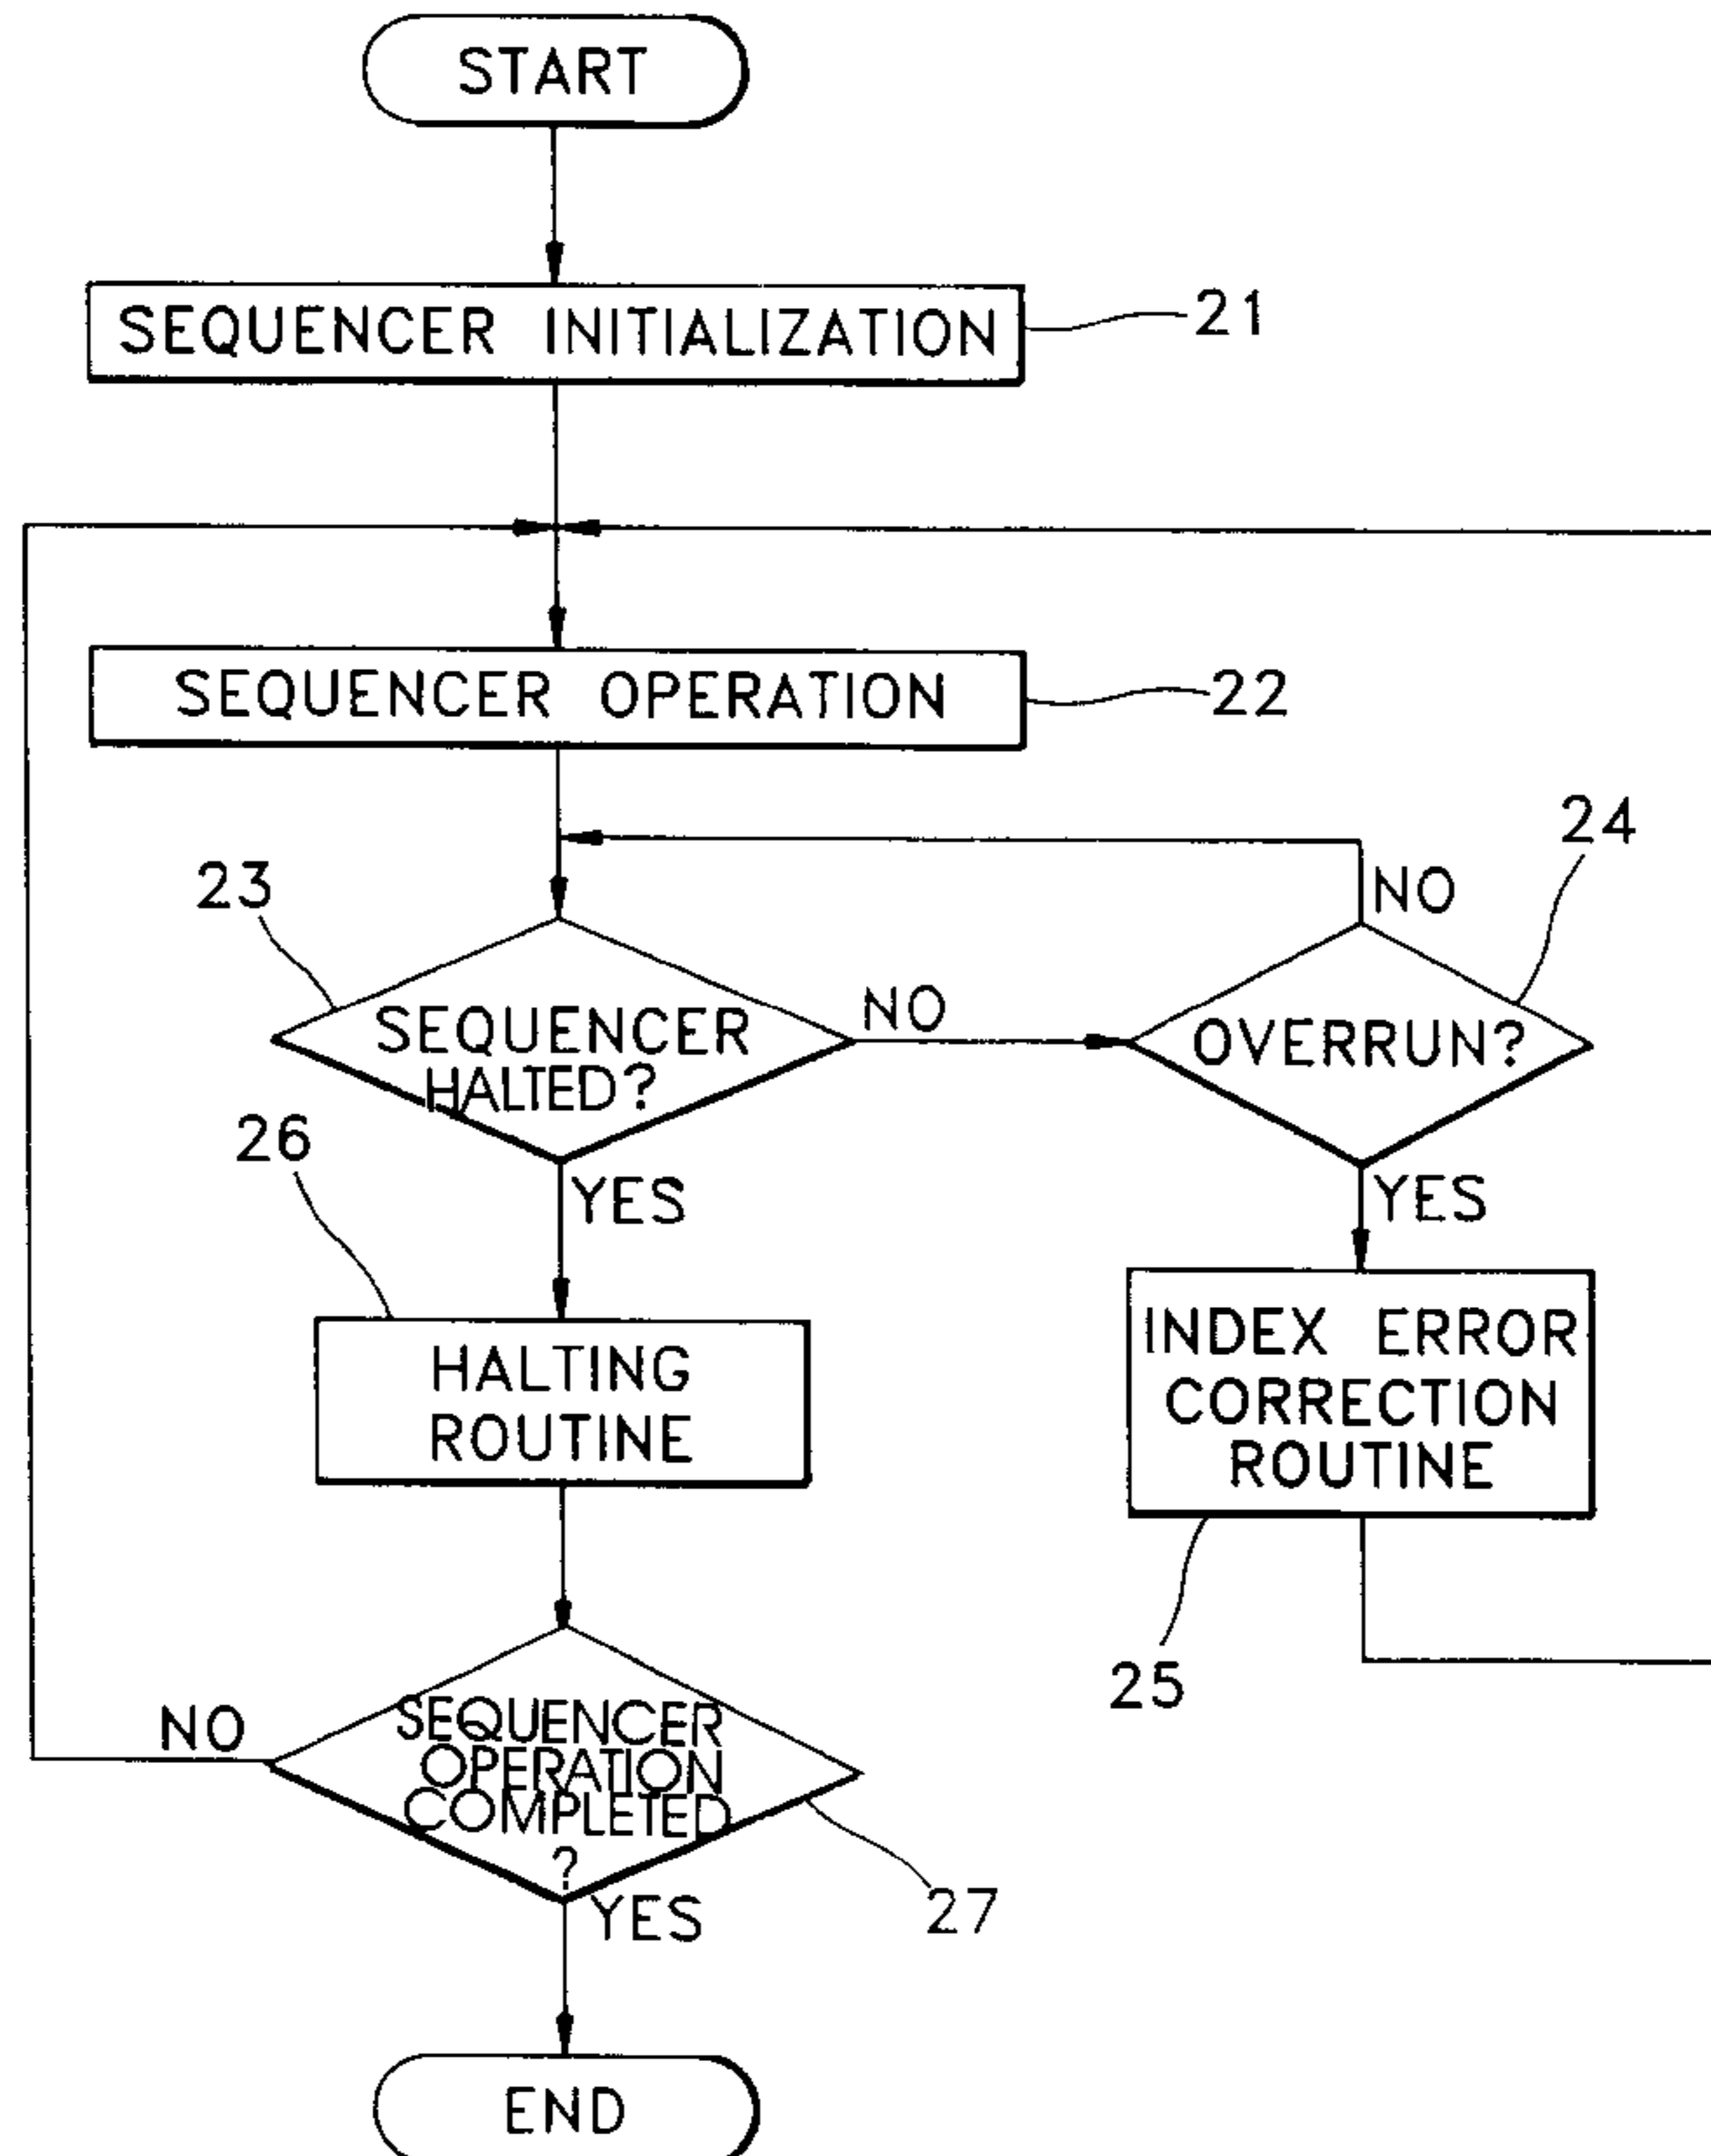 START
SEQUENCER INITIALIZATION
21
SEQUENCER OPERATION
22
24
23
NO
SEQUENCER
HALTED?
NO
OVERRUN?
26
YES
YES
HALTING
ROUTINE
INDEX ERROR
CORRECTION
ROUTINE
25
NO
SEQUENCER
OPERATION
COMPLETED
?
YES
27
END